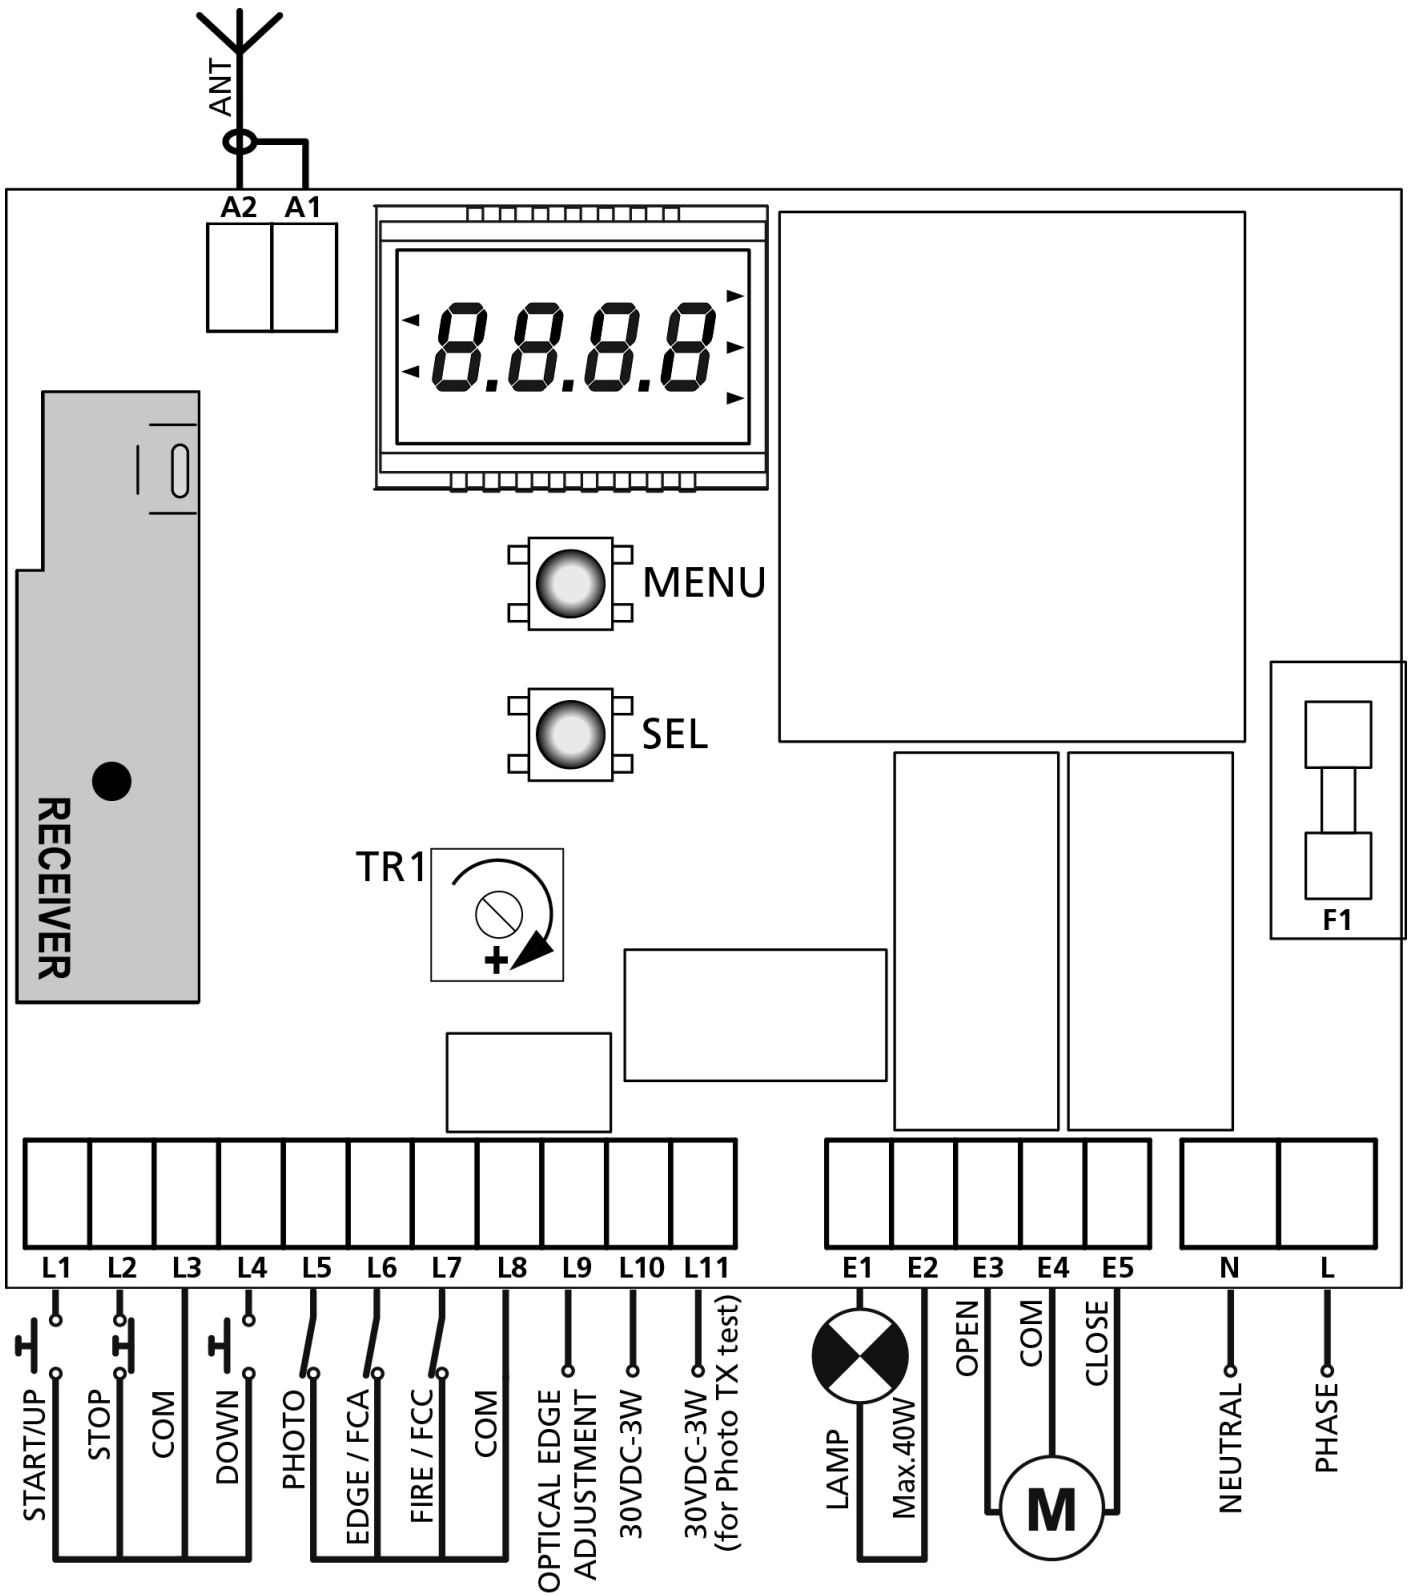 ANT
A2 A1
8.8.8.8
MENU
SEL
TR1
+
RECEIVER
F1
L1 L2 L3 L4 L5 L6 L7 L8 L9 L10 L11
E1 E2 E3 E4 E5
N L
START/UP
STOP
COM
DOWN
PHOTO
EDGE / FCA
FIRE / FCC
COM
OPTICAL EDGE
ADJUSTMENT
30VDC-3W
30VDC-3W
(for Photo TX test)
LAMP
Max.40W
OPEN
COM
CLOSE
M
NEUTRAL
PHASE